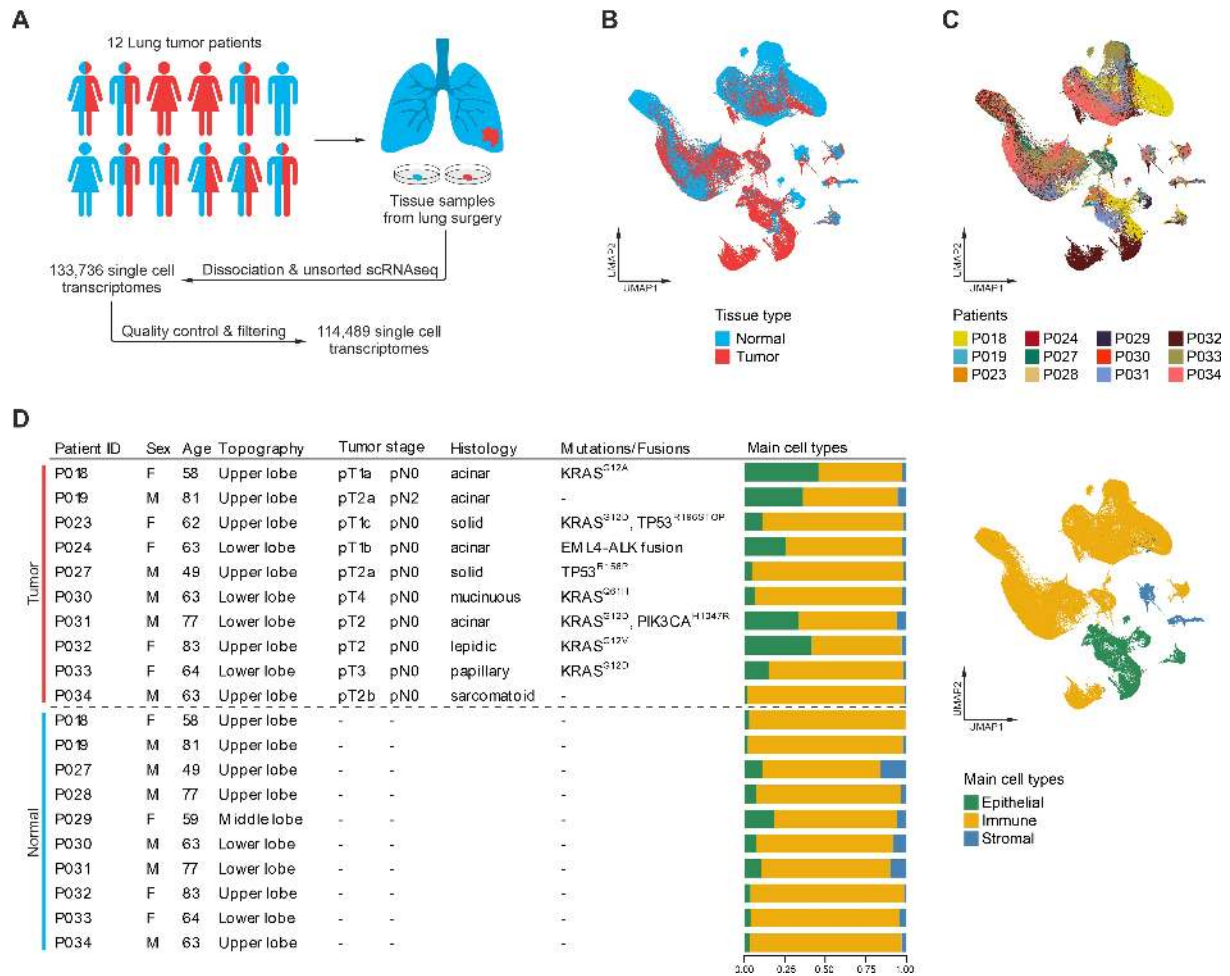 A
12 Lung tumor patients
Tissue samples
from lung surgery
Dissociation & unsorted scRNAseq
133,736 single cell
transcriptomes
Quality control & filtering
114,489 single cell
transcriptomes
B
UMAP2
UMAP1
Tissue type
Normal
Tumor
C
UMAP2
UMAP1
Patients
P018 P024 P029 P032
P019 P027 P030 P033
P023 P028 P031 P034
D
Patient ID Sex Age Topography Tumor stage Histology Mutations/Fusions Main cell types
Tumor
P018 F 58 Upper lobe pT1a pN0 acinar KRAS G12A
P019 M 81 Upper lobe pT2a pN2 acinar -
P023 F 62 Upper lobe pT1c pN0 solid KRAS G12D, TP53
P024 F 63 Lower lobe pT1b pN0 acinar EML4-ALK fusion
P027 M 49 Upper lobe pT2a pN0 solid TP53
P030 M 63 Lower lobe pT4 pN0 mucinuous KRAS Q61H
P031 M 77 Lower lobe pT2 pN0 acinar KRAS G12D, PIK3CA H1047R
P032 F 83 Upper lobe pT2 pN0 lepidic KRAS G12V
P033 F 64 Lower lobe pT3 pN0 papillary KRAS G12D
P034 M 63 Upper lobe pT2b pN0 sarcomatoid -
Normal
P018 F 58 Upper lobe - - -
P019 M 81 Upper lobe - - -
P027 M 49 Upper lobe - - -
P028 M 77 Upper lobe - - -
P029 F 59 Middle lobe - - -
P030 M 63 Lower lobe - - -
P031 M 77 Lower lobe - - -
P032 F 83 Upper lobe - - -
P033 F 64 Lower lobe - - -
P034 M 63 Upper lobe - - -
0.00 0.25 0.50 0.75 1.00
UMAP2
UMAP1
Main cell types
Epithelial
Immune
Stromal